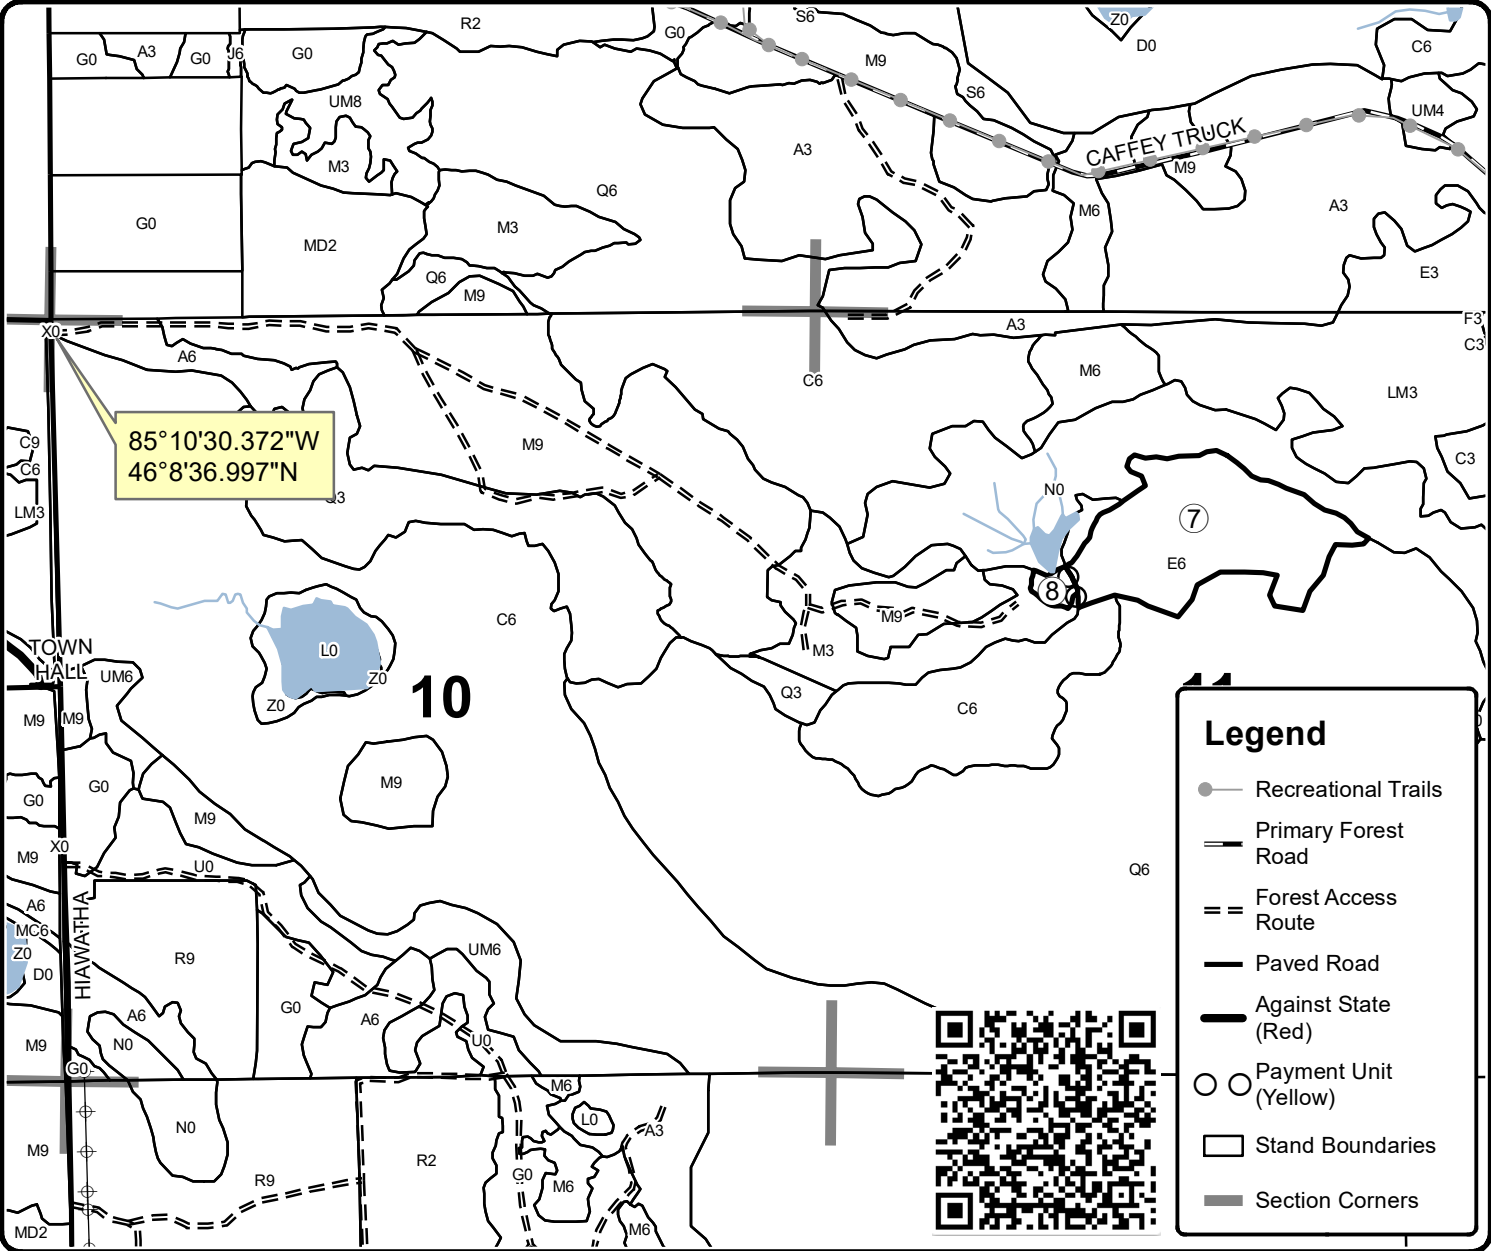 R2
S6
Z0
G0
D0
G0
A3
G0
J6
G0
M9
C6
UM8
S6
UM4
CAFFEY TRUCK
M3
A3
M9
Q6
M6
A3
G0
MD2
M3
E3
Q6
M9
X0
A3
F3
C3
A6
C6
M6
LM3
85°10'30.372"W
46°8'36.997"N
C9
C6
M9
C3
Q3
N0
LM3
7
E6
8
C6
M9
TOWN
HALL
L0
M3
UM6
Z0
Z0
10
Q3
C6
M9
M9
M9
G0
G0
M9
X0
M9
U0
Q6
A6
MC6
Z0
D0
HIAWATHA
R9
UM6
G0
A6
A6
N0
M9
U0
G0
M6
L0
A3
N0
M9
R2
G0
M6
R9
MD2
M6
Legend
Recreational Trails
Primary Forest
Road
Forest Access
Route
Paved Road
Against State
(Red)
Payment Unit
(Yellow)
Stand Boundaries
Section Corners